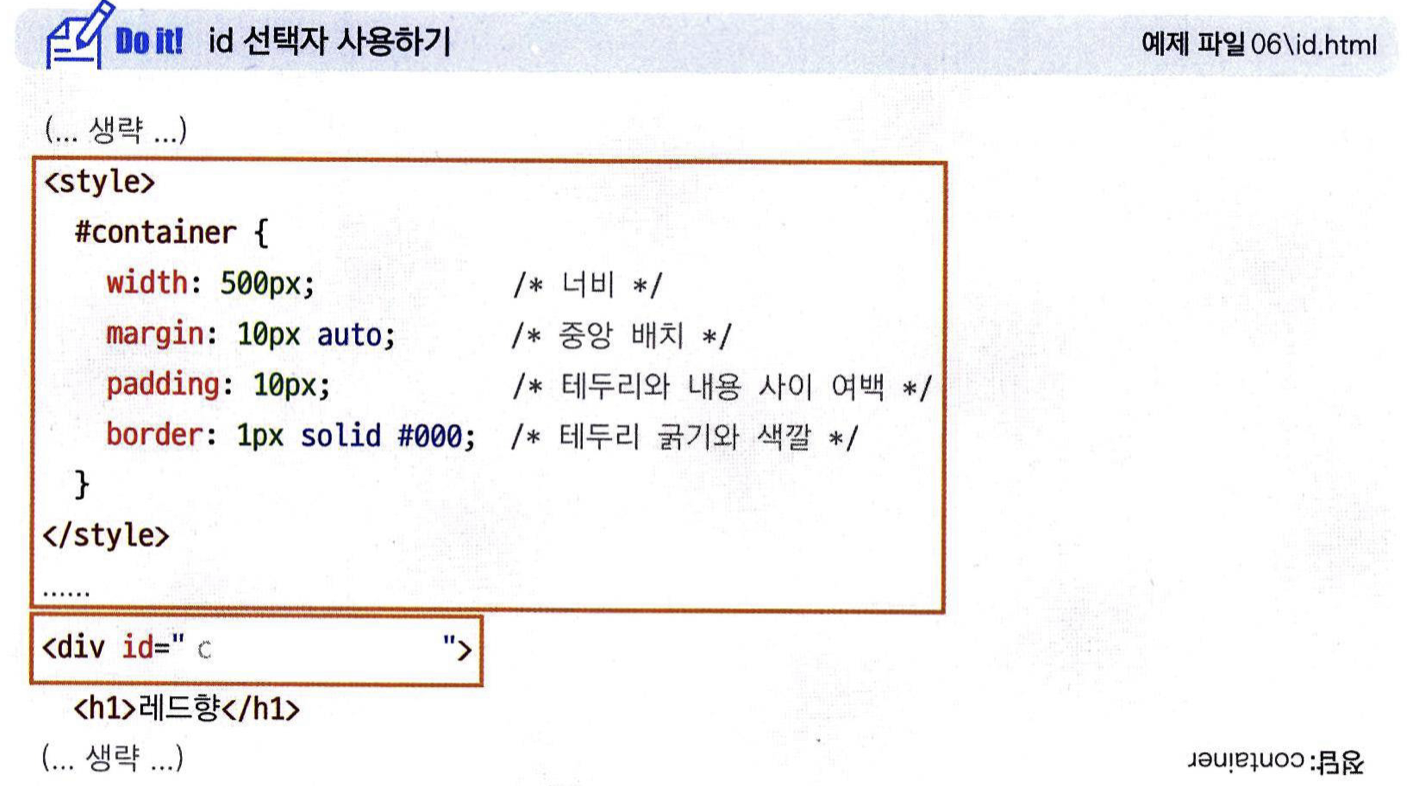 Do it! id 선택자 사용하기 예제 파일 06\id.html
(... 생략 ...)
<style>
#container {
width: 500px; /* 너비 */
margin: 10px auto; /* 중앙 배치 */
padding: 10px; /* 테두리와 내용 사이 여백 */
border: 1px solid #000; /* 테두리 굵기와 색깔 */
}
</style>
......
<div id=" c ">
<h1>레드향</h1>
(... 생략 ...)
정답: container